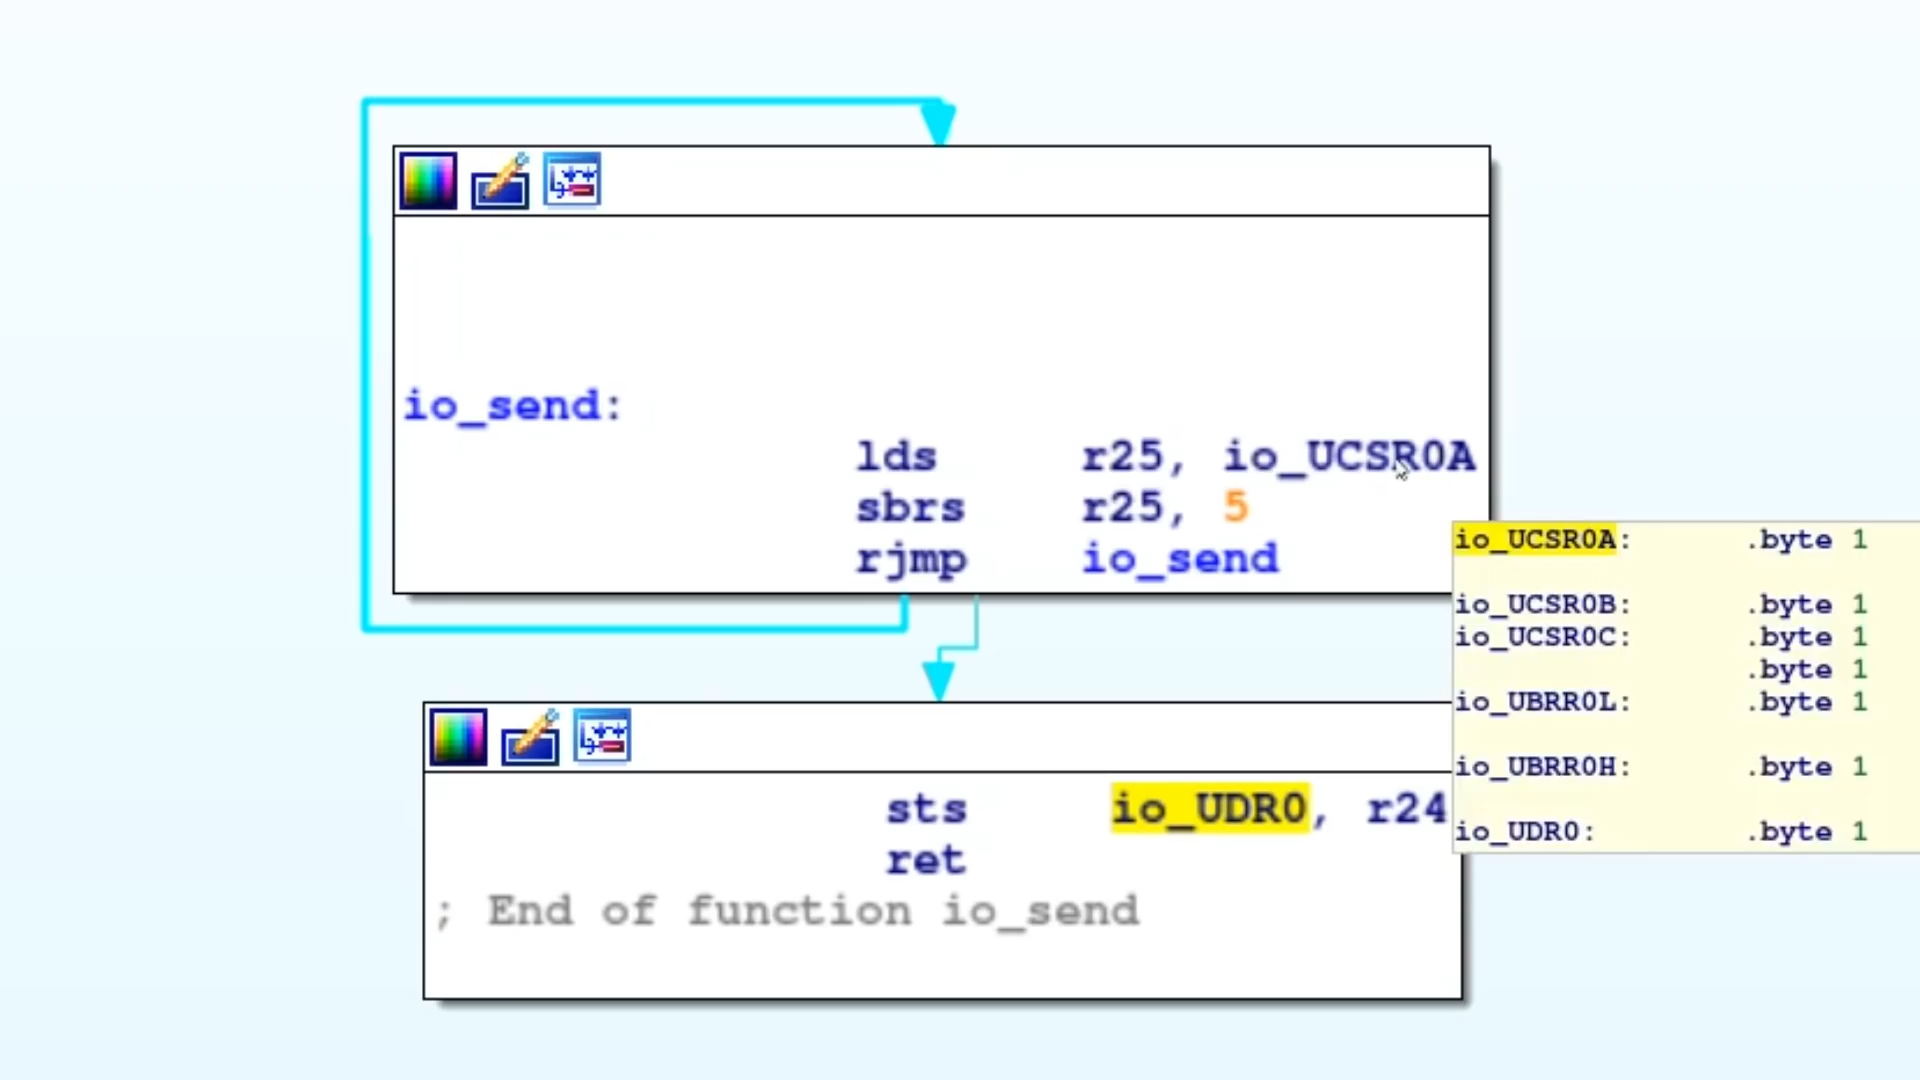 io_send:
lds r25, io_UCSR0A
sbrs r25, 5
rjmp io_send
io_UCSR0A: .byte 1
io_UCSR0B: .byte 1
io_UCSR0C: .byte 1
.byte 1
io_UBRR0L: .byte 1
io_UBRR0H: .byte 1
io_UDR0: .byte 1
sts io_UDR0, r24
ret
; End of function io_send